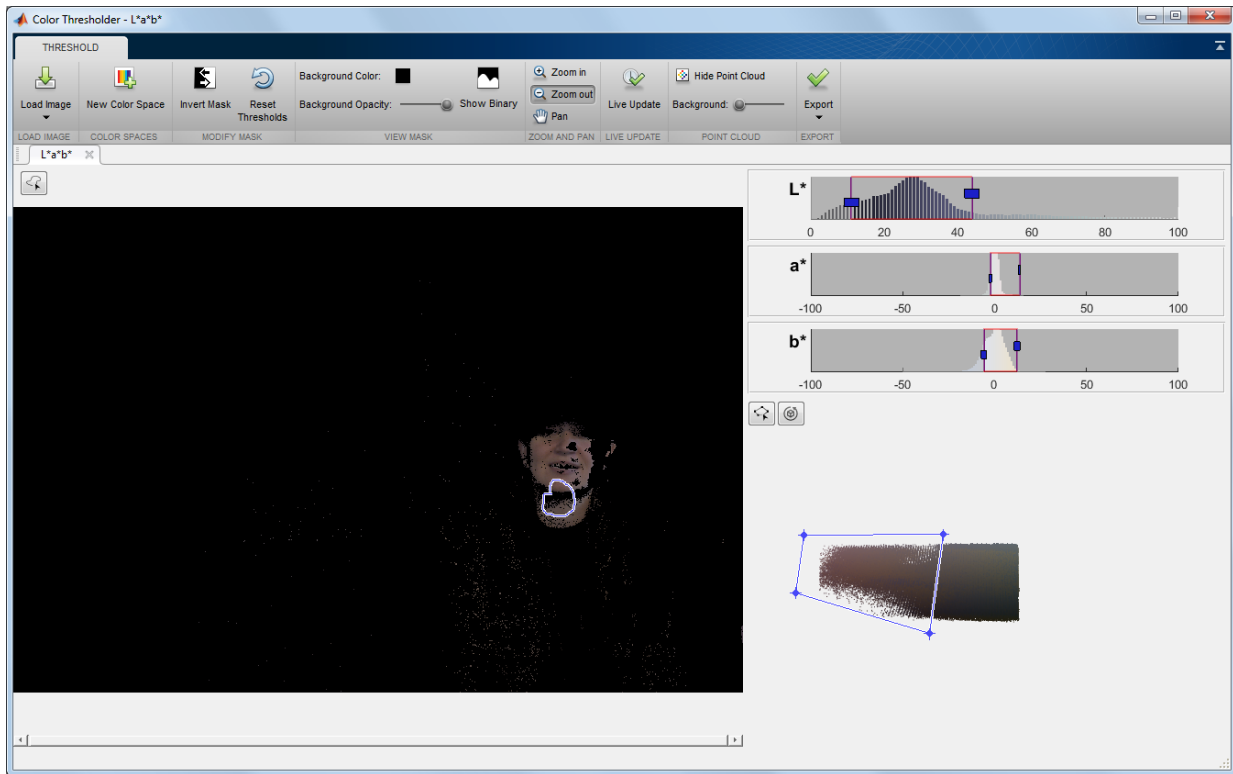 Color Thresholder - L*a*b*
THRESHOLD
Load Image
New Color Space
Invert Mask
Reset Thresholds
Background Color:
Background Opacity:
Show Binary
Zoom in
Zoom out
Pan
Live Update
Hide Point Cloud
Background:
Export
LOAD IMAGE COLOR SPACES MODIFY MASK VIEW MASK ZOOM AND PAN LIVE UPDATE POINT CLOUD EXPORT
L*a*b*
L*
0 20 40 60 80 100
a*
-100 -50 0 50 100
b*
-100 -50 0 50 100